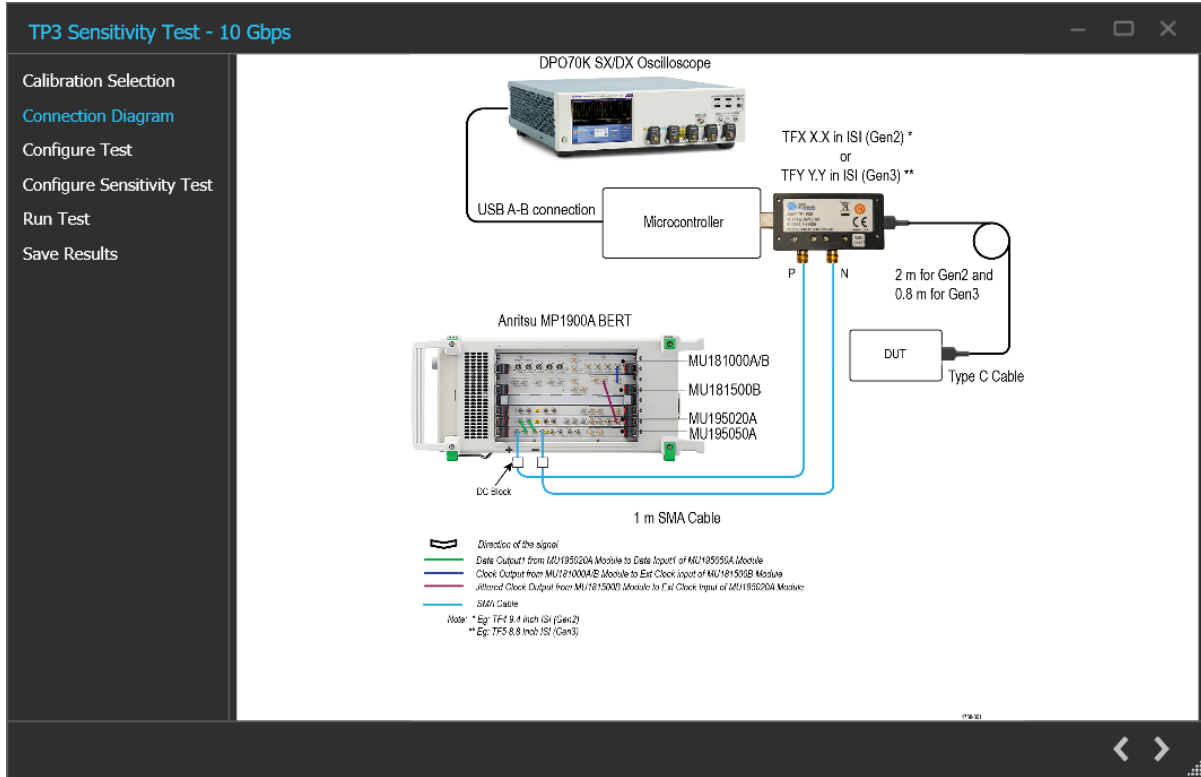 TP3 Sensitivity Test - 10 Gbps
Calibration Selection
Connection Diagram
Configure Test
Configure Sensitivity Test
Run Test
Save Results
DPO70K SX/DX Oscilloscope
TFX X.X in ISI (Gen2) *
or
TFY Y.Y in ISI (Gen3) **
USB A-B connection
Microcontroller
P
N
2 m for Gen2 and
0.8 m for Gen3
DUT
Type C Cable
Anritsu MP1900A BERT
MU181000A/B
MU181500B
MU195020A
MU195050A
+
−
DC Block
1 m SMA Cable
Direction of the signal
Data Output1 from MU195020A Module to Data Input1 of MU195050A Module
Clock Output from MU181000A/B Module to Ext Clock input of MU181500B Module
Jittered Clock Output from MU181500B Module to Ext Clock Input of MU195020A Module
SMA Cable
Note: * Eg: TF4 9.4 inch ISI (Gen2)
** Eg: TF5 8.8 inch ISI (Gen3)